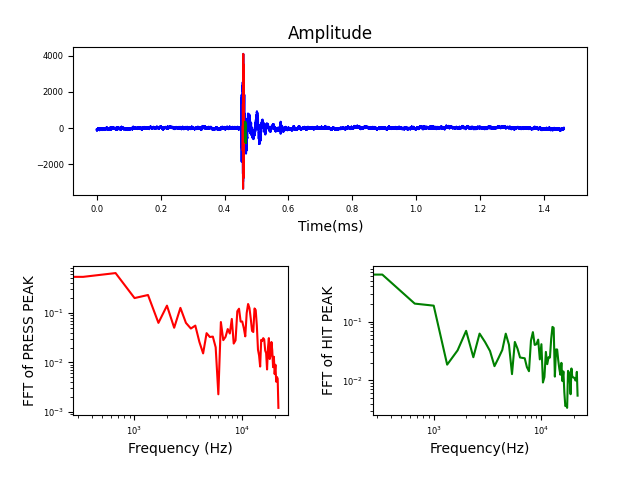 Amplitude
4000
2000
0
−2000
0.0 0.2 0.4 0.6 0.8 1.0 1.2 1.4
Time(ms)
FFT of PRESS PEAK
10⁻¹
10⁻²
10⁻³
10³ 10⁴
Frequency (Hz)
FFT of HIT PEAK
10⁻¹
10⁻²
10³ 10⁴
Frequency(Hz)